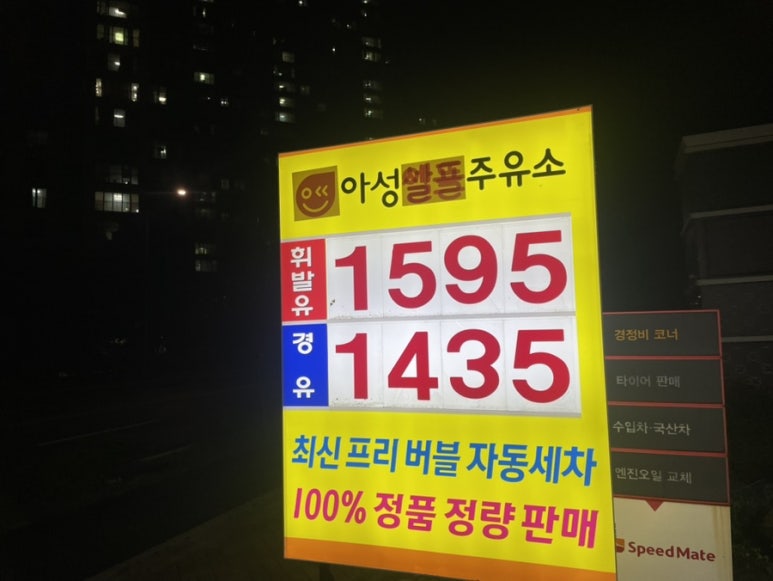 아성알뜰주유소
휘발유 1595
경유 1435
최신 프리 버블 자동세차
100% 정품 정량 판매
경정비 코너
타이어 판매
수입차·국산차
엔진오일 교체
SpeedMate